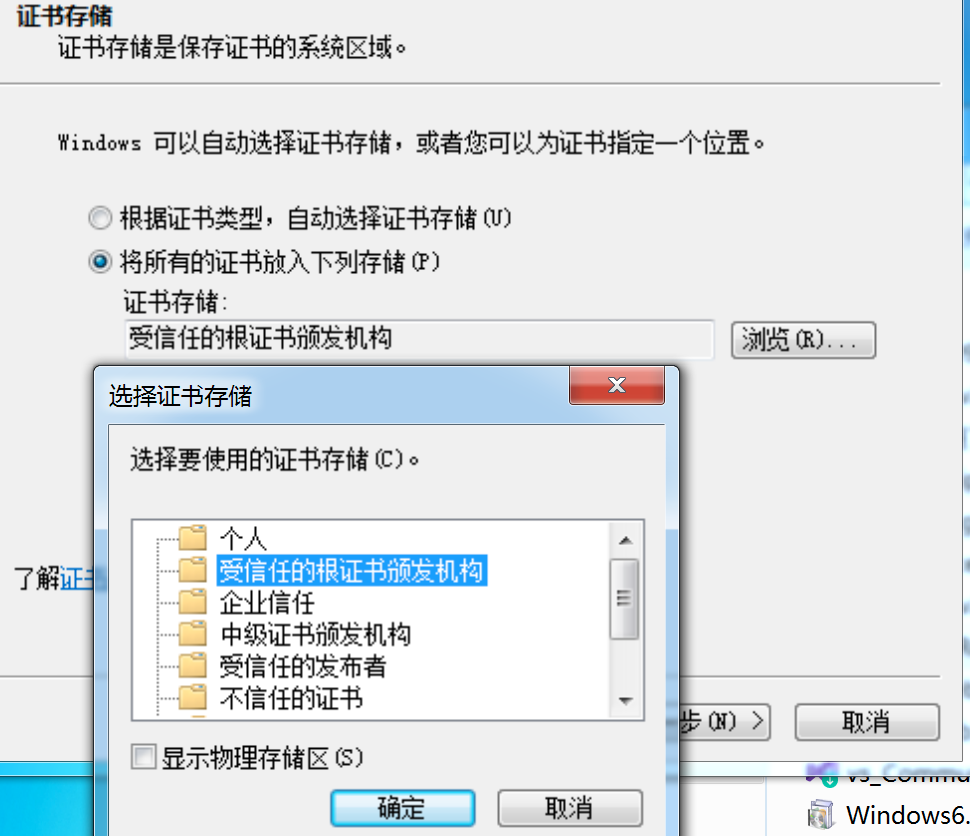 证书存储
证书存储是保存证书的系统区域。
Windows 可以自动选择证书存储，或者您可以为证书指定一个位置。
根据证书类型，自动选择证书存储(U)
将所有的证书放入下列存储(P)
证书存储:
受信任的根证书颁发机构
浏览(R)...
选择证书存储
选择要使用的证书存储(C)。
个人
受信任的根证书颁发机构
企业信任
中级证书颁发机构
受信任的发布者
不信任的证书
了解证书
显示物理存储区(S)
确定
取消
步(N) >
取消
vs_Commu
Windows6.